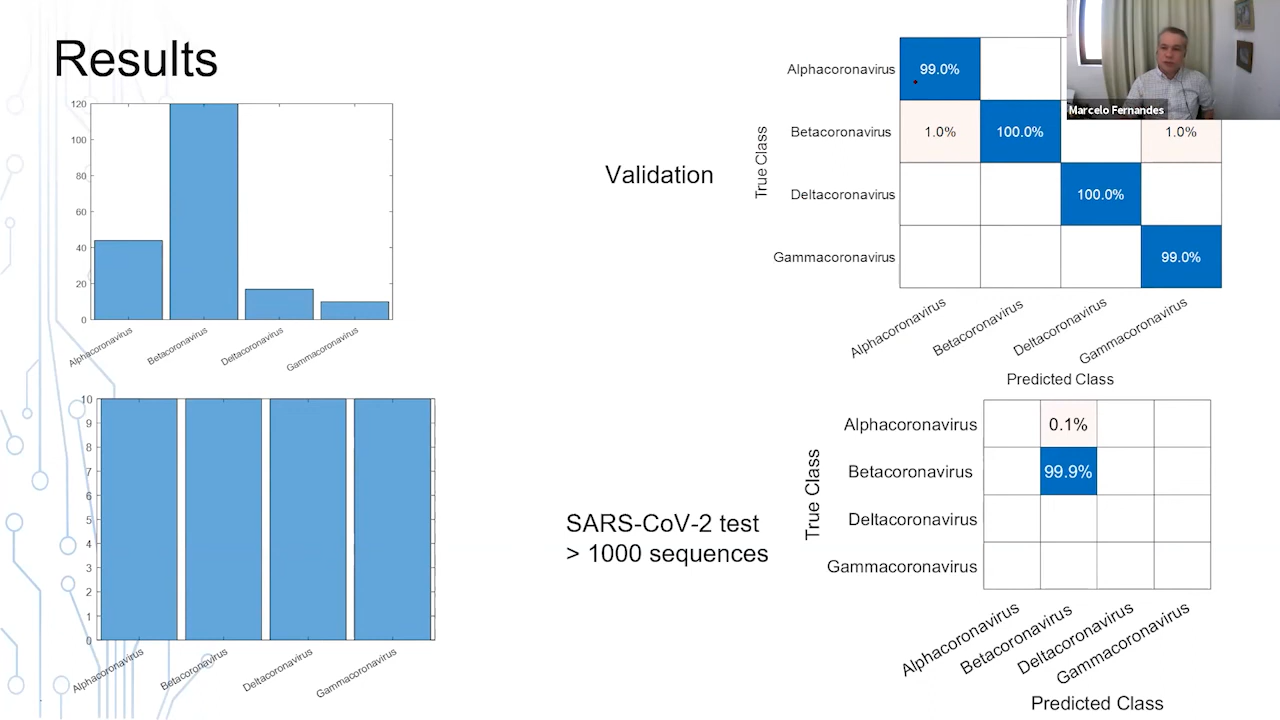 Results
120
100
80
60
40
20
0
Alphacoronavirus
Betacoronavirus
Deltacoronavirus
Gammacoronavirus
10
9
8
7
6
5
4
3
2
1
0
Alphacoronavirus
Betacoronavirus
Deltacoronavirus
Gammacoronavirus
Validation
True Class
Alphacoronavirus 99.0%
Betacoronavirus 1.0% 100.0% 1.0%
Deltacoronavirus 100.0%
Gammacoronavirus 99.0%
Alphacoronavirus
Betacoronavirus
Deltacoronavirus
Gammacoronavirus
Predicted Class
Marcelo Fernandes
SARS-CoV-2 test
> 1000 sequences
True Class
Alphacoronavirus 0.1%
Betacoronavirus 99.9%
Deltacoronavirus
Gammacoronavirus
Alphacoronavirus
Betacoronavirus
Deltacoronavirus
Gammacoronavirus
Predicted Class